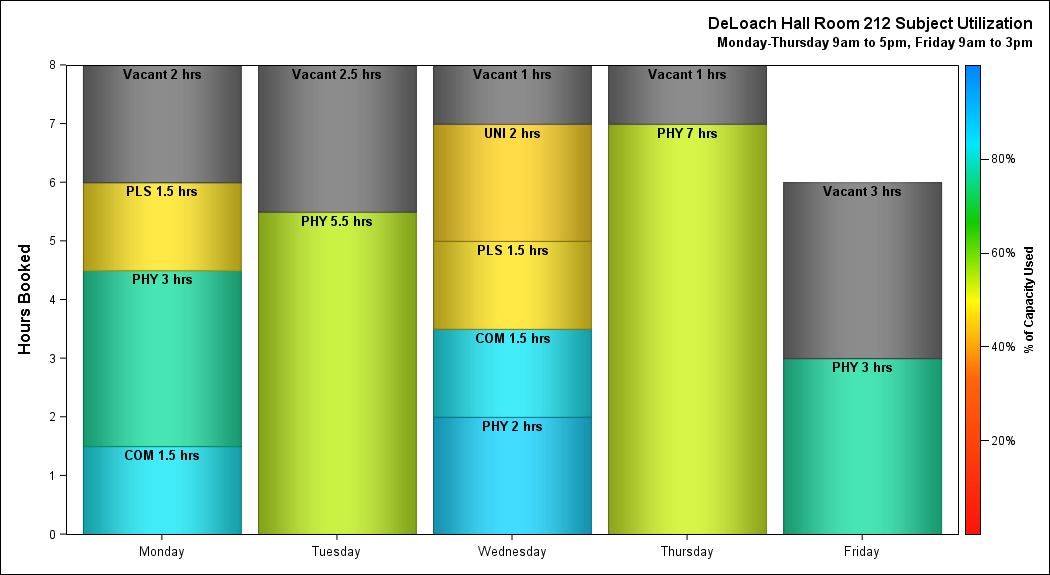 DeLoach Hall Room 212 Subject Utilization
Monday-Thursday 9am to 5pm, Friday 9am to 3pm
Hours Booked
8
7
6
5
4
3
2
1
0
Vacant 2 hrs
PLS 1.5 hrs
PHY 3 hrs
COM 1.5 hrs
Vacant 2.5 hrs
PHY 5.5 hrs
Vacant 1 hrs
UNI 2 hrs
PLS 1.5 hrs
COM 1.5 hrs
PHY 2 hrs
Vacant 1 hrs
PHY 7 hrs
Vacant 3 hrs
PHY 3 hrs
Monday
Tuesday
Wednesday
Thursday
Friday
80%
60%
40%
20%
% of Capacity Used